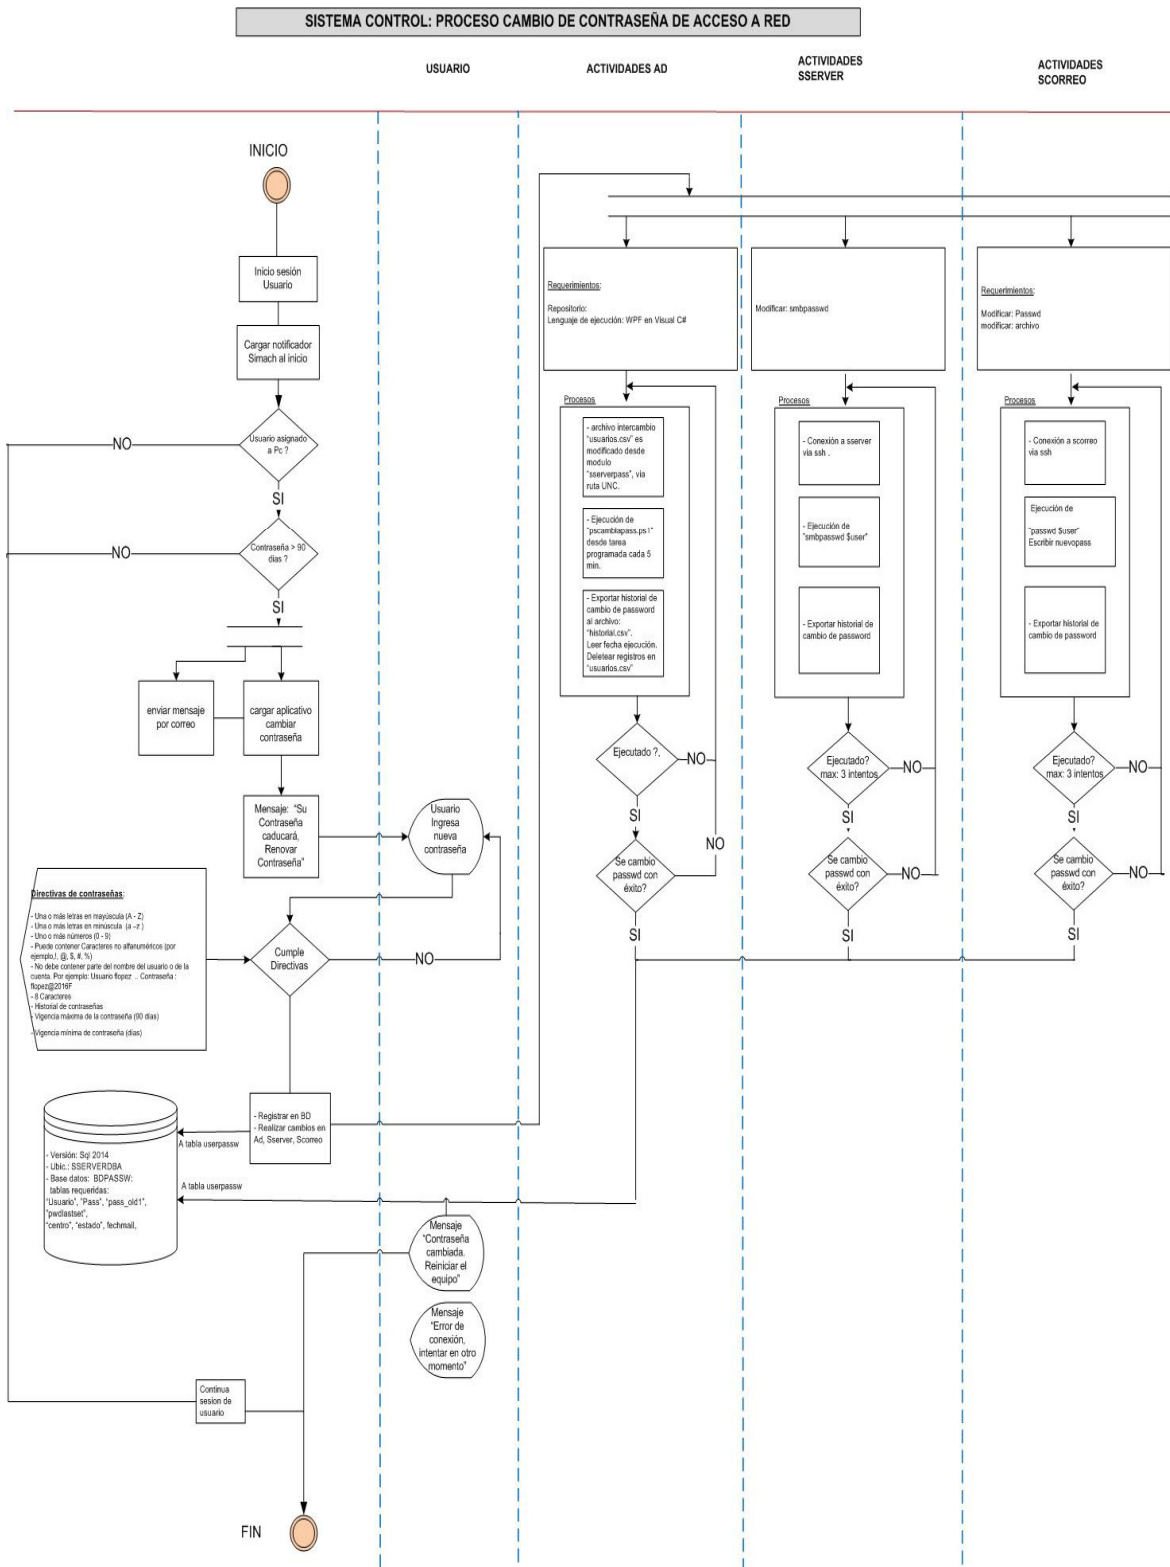 SISTEMA CONTROL: PROCESO CAMBIO DE CONTRASEÑA DE ACCESO A RED
USUARIO
ACTIVIDADES AD
ACTIVIDADES
SSERVER
ACTIVIDADES
SCORREO
INICIO
Inicio sesión
Usuario
Cargar notificador
Simach al inicio
Usuario asignado
a Pc ?
NO
SI
Contraseña > 90
dias ?
NO
SI
enviar mensaje
por correo
cargar aplicativo
cambiar
contraseña
Mensaje: “Su
Contraseña
caducará,
Renovar
Contraseña”
Usuario
Ingresa
nueva
contraseña
Directivas de contraseñas:
- Una o más letras en mayúscula (A - Z)
- Una o más letras en minúscula (a –z )
- Uno o más números (0 - 9)
- Puede contener Caracteres no alfanuméricos (por
ejemplo,!, @, $, #, %)
- No debe contener parte del nombre del usuario o de la
cuenta. Por ejemplo: Usuario flopez .. Contraseña :
flopez@2016F
- 8 Caracteres
- Historial de contraseñas
- Vigencia máxima de la contraseña (90 días)
- Vigencia mínima de contraseña (días)
Cumple
Directivas
NO
- Registrar en BD
- Realizar cambios en
Ad, Sserver, Scorreo
A tabla userpassw
- Versión: Sql 2014
- Ubic.: SSERVERDBA
- Base datos: BDPASSW:
tablas requeridas:
“Usuario”, “Pass”, “pass_old1”,
“pwdlastset”,
“centro”, “estado”, fechmail,
A tabla userpassw
Mensaje
“Contraseña
cambiada.
Reiniciar el
equipo”
Mensaje
“Error de
conexión,
intentar en otro
momento”
Continua
sesion de
usuario
FIN
Requerimientos:
Repositorio:
Lenguaje de ejecución: WPF en Visual C#
Procesos
- archivo intercambio
“usuarios.csv” es
modificado desde
modulo
“sserverpass”, via
ruta UNC.
- Ejecución de
“pscambiapass.ps1”
desde tarea
programada cada 5
min.
- Exportar historial de
cambio de password
al archivo:
“historial.csv”.
Leer fecha ejecución.
Deletear registros en
“usuarios.csv”
Ejecutado ?.
NO
SI
Se cambio
passwd con
éxito?
NO
SI
Modificar: smbpasswd
Procesos
- Conexión a sserver
via ssh .
- Ejecución de
“smbpasswd $user”
- Exportar historial de
cambio de password
Ejecutado?
max: 3 intentos
NO
SI
Se cambio
passwd con
éxito?
NO
SI
Requerimientos:
Modificar: Passwd
modificar: archivo
Procesos
- Conexión a scorreo
via ssh
Ejecución de
“passwd $user”
Escribir nuevopass
- Exportar historial de
cambio de password
Ejecutado?
max: 3 intentos
NO
SI
Se cambio
passwd con
éxito?
NO
SI